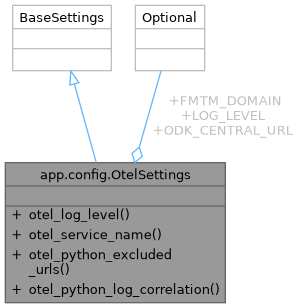 BaseSettings
Optional
+FMTM_DOMAIN
+LOG_LEVEL
+ODK_CENTRAL_URL
app.config.OtelSettings
+ otel_log_level()
+ otel_service_name()
+ otel_python_excluded
_urls()
+ otel_python_log_correlation()